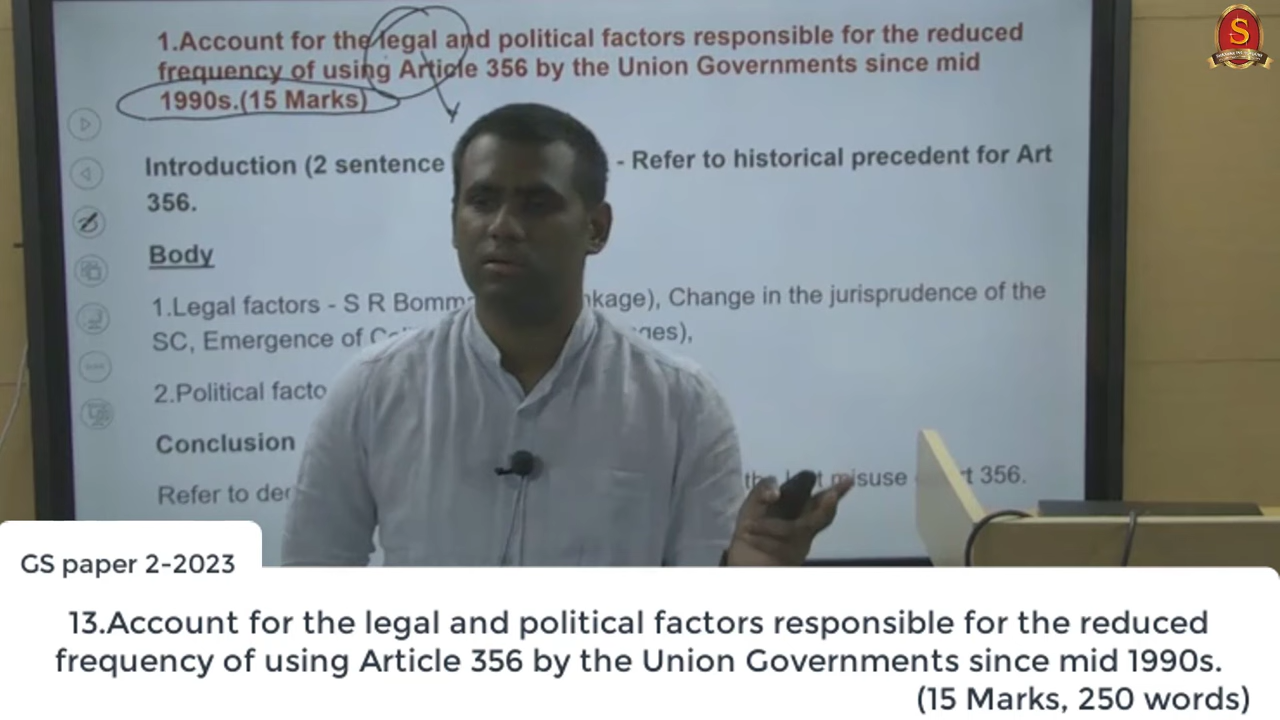 1.Account for the legal and political factors responsible for the reduced
frequency of using Article 356 by the Union Governments since mid
1990s.(15 Marks)
Introduction (2 sentence - Refer to historical precedent for Art
356.
Body
1.Legal factors - S R Bomm kage), Change in the jurisprudence of the
SC, Emergence of
2.Political facto
Conclusion
Refer to misuse t 356.
S
GS paper 2-2023
13.Account for the legal and political factors responsible for the reduced
frequency of using Article 356 by the Union Governments since mid 1990s.
(15 Marks, 250 words)